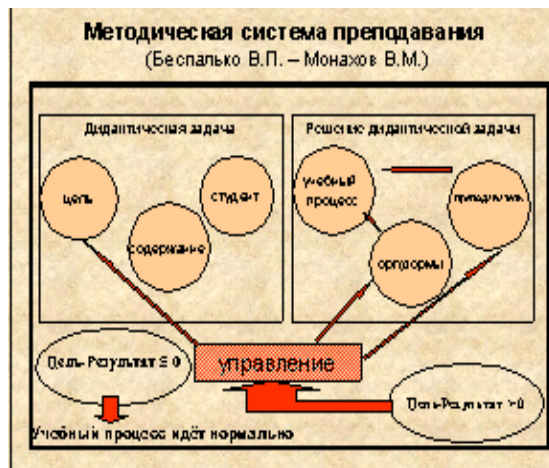 Методическая система преподавания
(Беспалько В.П. – Монахов В.М.)
Дидактическая задача
Решение дидактической задачи
цель
студент
содержание
учебный
процесс
преподаватель
оргформы
Цель-Результат ≤ 0
управление
Цель-Результат >0
Учебный процесс идёт нормально